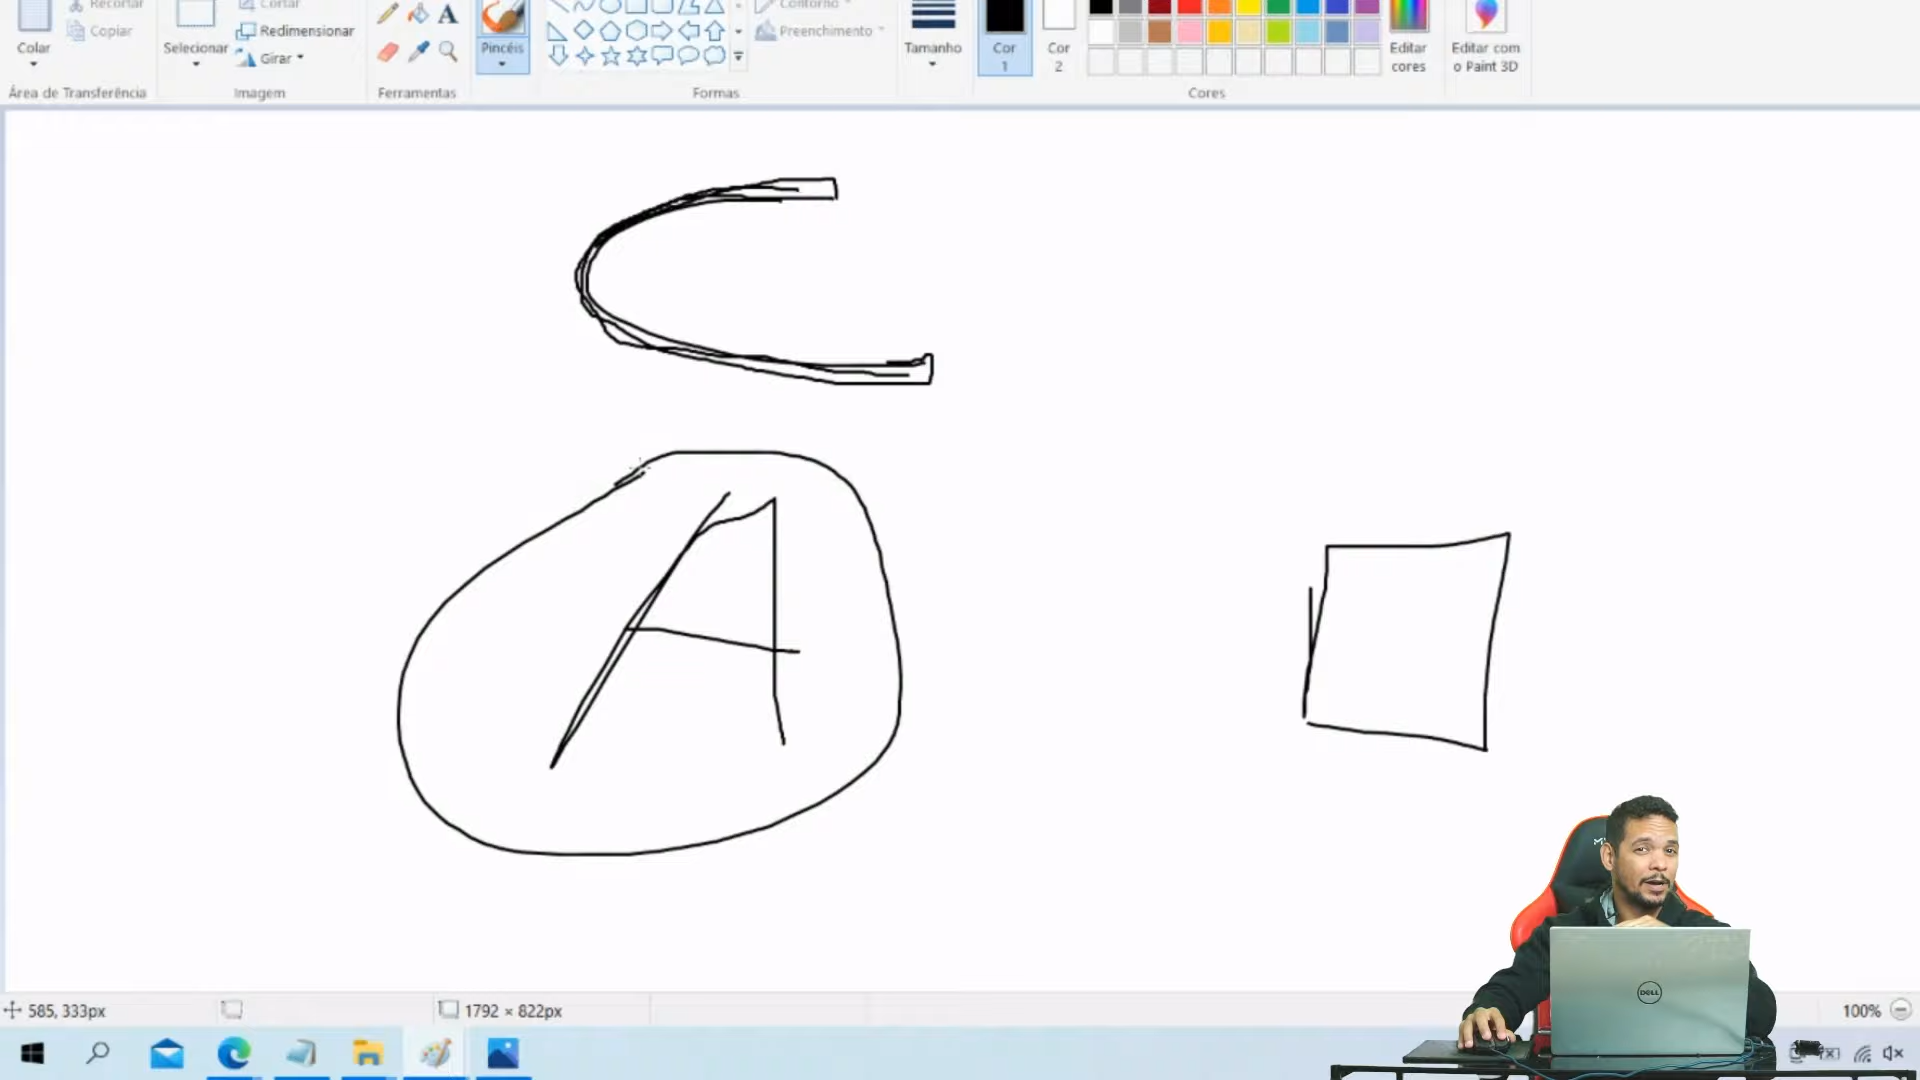 Recortar
Cortar
Contorno
Colar
Copiar
Selecionar
Redimensionar
Girar
Pincéis
Preenchimento
Tamanho
Cor
1
Cor
2
Editar
cores
Editar com
o Paint 3D
Área de Transferência
Imagem
Ferramentas
Formas
Cores
A
A
DELL
585, 333px
1792 × 822px
100%